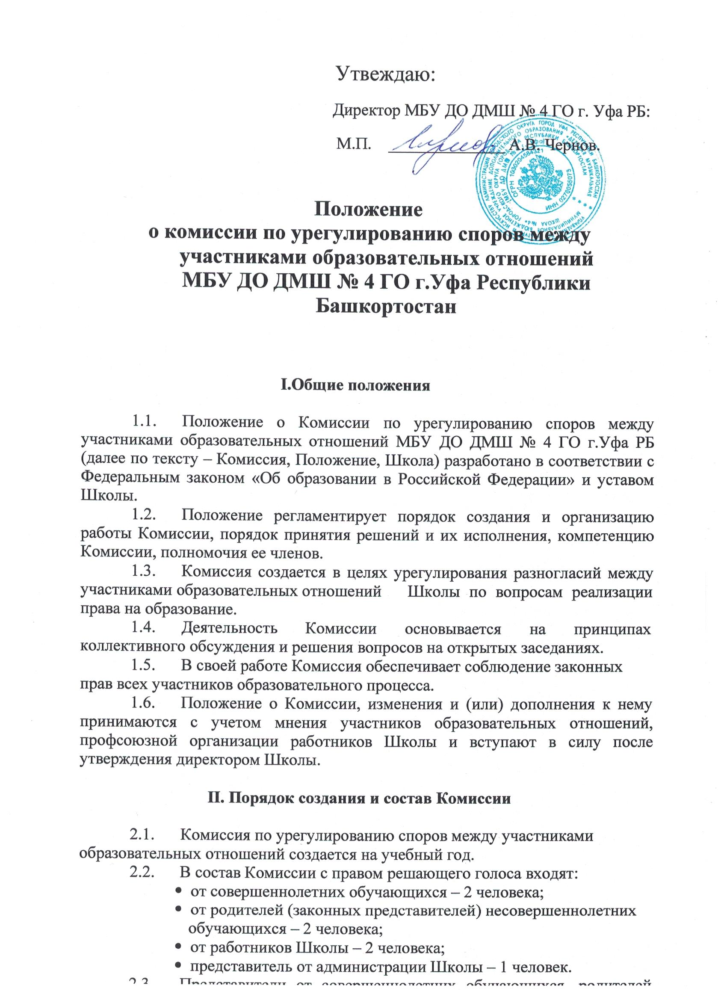 Утвеждаю:
Директор МБУ ДО ДМШ № 4 ГО г. Уфа РБ:
М.П. ______________ А.В. Чернов.
ОГРН 1030204584321
ИНН 0278055073
Положение
о комиссии по урегулированию споров между
участниками образовательных отношений
МБУ ДО ДМШ № 4 ГО г.Уфа Республики
Башкортостан
I.Общие положения
1.1. Положение о Комиссии по урегулированию споров между
участниками образовательных отношений МБУ ДО ДМШ № 4 ГО г.Уфа РБ
(далее по тексту – Комиссия, Положение, Школа) разработано в соответствии с
Федеральным законом «Об образовании в Российской Федерации» и уставом
Школы.
1.2. Положение регламентирует порядок создания и организацию
работы Комиссии, порядок принятия решений и их исполнения, компетенцию
Комиссии, полномочия ее членов.
1.3. Комиссия создается в целях урегулирования разногласий между
участниками образовательных отношений Школы по вопросам реализации
права на образование.
1.4. Деятельность Комиссии основывается на принципах
коллективного обсуждения и решения вопросов на открытых заседаниях.
1.5. В своей работе Комиссия обеспечивает соблюдение законных
прав всех участников образовательного процесса.
1.6. Положение о Комиссии, изменения и (или) дополнения к нему
принимаются с учетом мнения участников образовательных отношений,
профсоюзной организации работников Школы и вступают в силу после
утверждения директором Школы.
II. Порядок создания и состав Комиссии
2.1. Комиссия по урегулированию споров между участниками
образовательных отношений создается на учебный год.
2.2. В состав Комиссии с правом решающего голоса входят:
• от совершеннолетних обучающихся – 2 человека;
• от родителей (законных представителей) несовершеннолетних
обучающихся – 2 человека;
• от работников Школы – 2 человека;
• представитель от администрации Школы – 1 человек.
2.3. Представители от совершеннолетних обучающихся, родителей